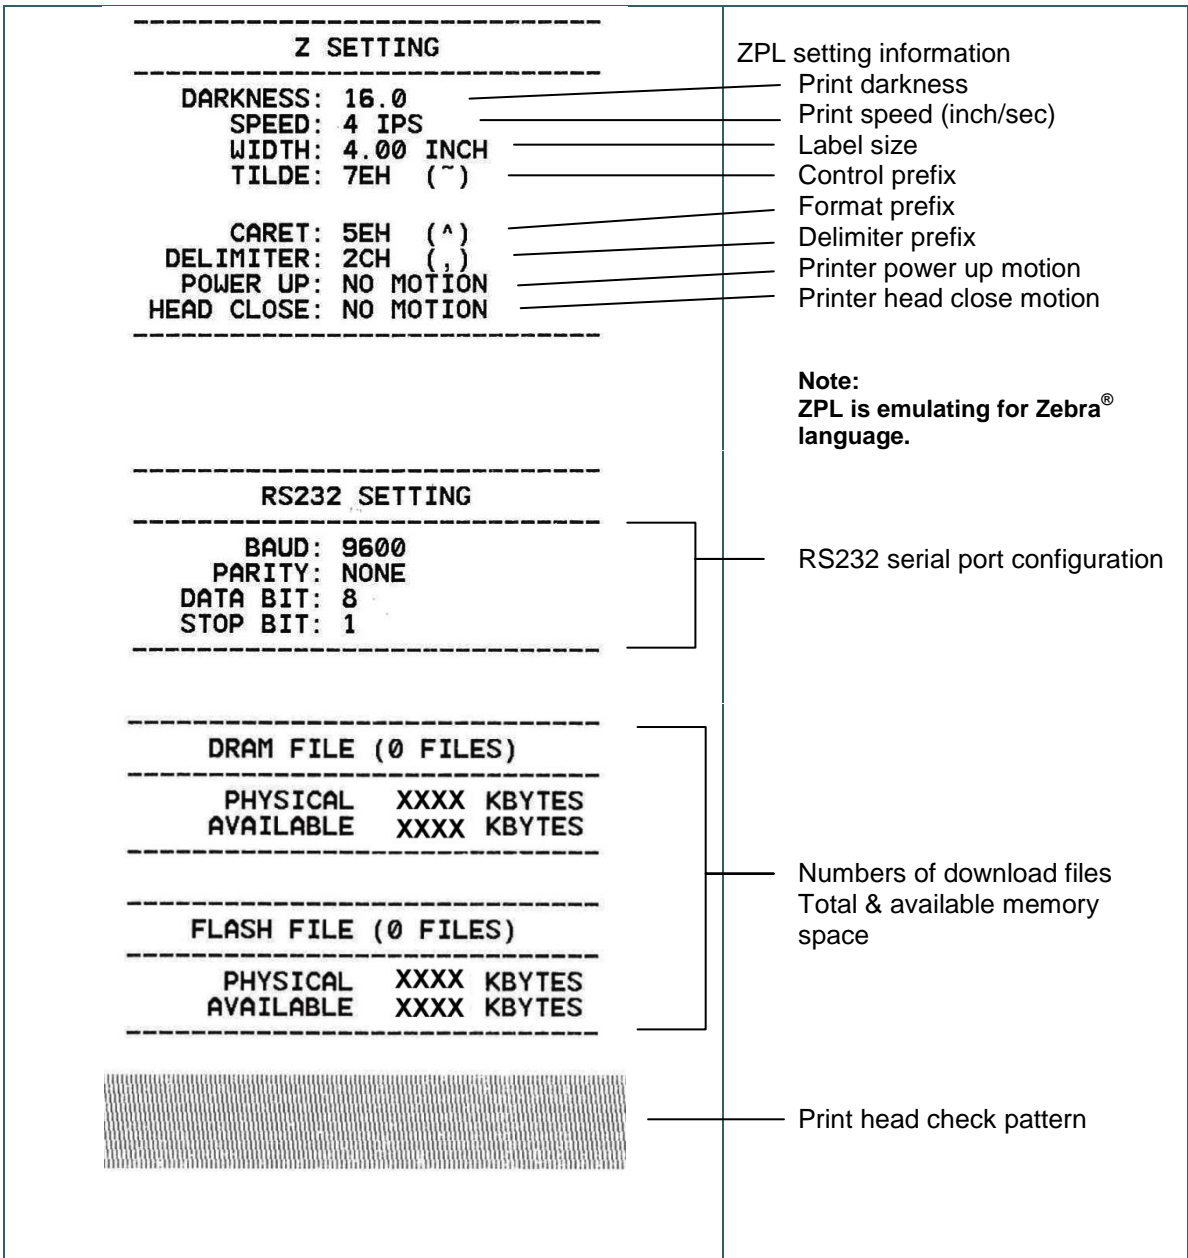 Z SETTING
DARKNESS: 16.0
SPEED: 4 IPS
WIDTH: 4.00 INCH
TILDE: 7EH (~)
CARET: 5EH (^)
DELIMITER: 2CH (,)
POWER UP: NO MOTION
HEAD CLOSE: NO MOTION
ZPL setting information
Print darkness
Print speed (inch/sec)
Label size
Control prefix
Format prefix
Delimiter prefix
Printer power up motion
Printer head close motion
Note:
ZPL is emulating for Zebra®
language.
RS232 SETTING
BAUD: 9600
PARITY: NONE
DATA BIT: 8
STOP BIT: 1
RS232 serial port configuration
DRAM FILE (0 FILES)
PHYSICAL XXXX KBYTES
AVAILABLE XXXX KBYTES
FLASH FILE (0 FILES)
PHYSICAL XXXX KBYTES
AVAILABLE XXXX KBYTES
Numbers of download files
Total & available memory
space
Print head check pattern